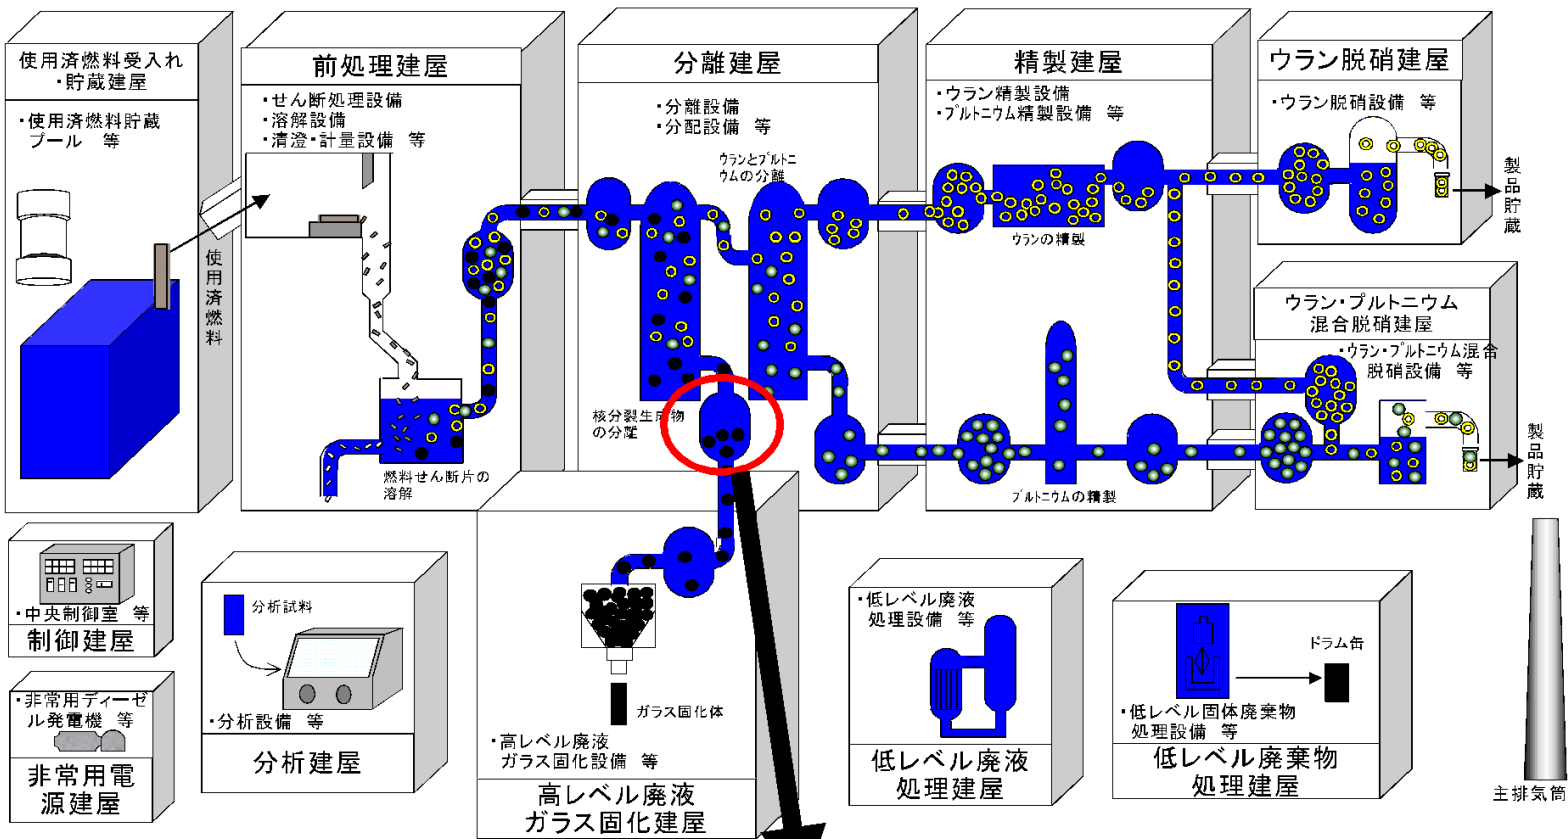 使用済燃料受入れ
・貯蔵建屋
・使用済燃料貯蔵
プール 等
使用済燃料
前処理建屋
・せん断処理設備
・溶解設備
・清澄・計量設備 等
燃料せん断片の
溶解
分離建屋
・分離設備
・分配設備 等
ウランとプルトニ
ウムの分離
核分裂生成物
の分離
精製建屋
・ウラン精製設備
・プルトニウム精製設備 等
ウランの精製
プルトニウムの精製
ウラン脱硝建屋
・ウラン脱硝設備 等
製品貯蔵
ウラン・プルトニウム
混合脱硝建屋
・ウラン・プルトニウム混合
脱硝設備 等
製品貯蔵
・中央制御室 等
制御建屋
・非常用ディーゼ
ル発電機 等
非常用電
源建屋
分析試料
・分析設備 等
分析建屋
ガラス固化体
・高レベル廃液
ガラス固化設備 等
高レベル廃液
ガラス固化建屋
・低レベル廃液
処理設備 等
低レベル廃液
処理建屋
ドラム缶
・低レベル固体廃棄物
処理設備 等
低レベル廃棄物
処理建屋
主排気筒